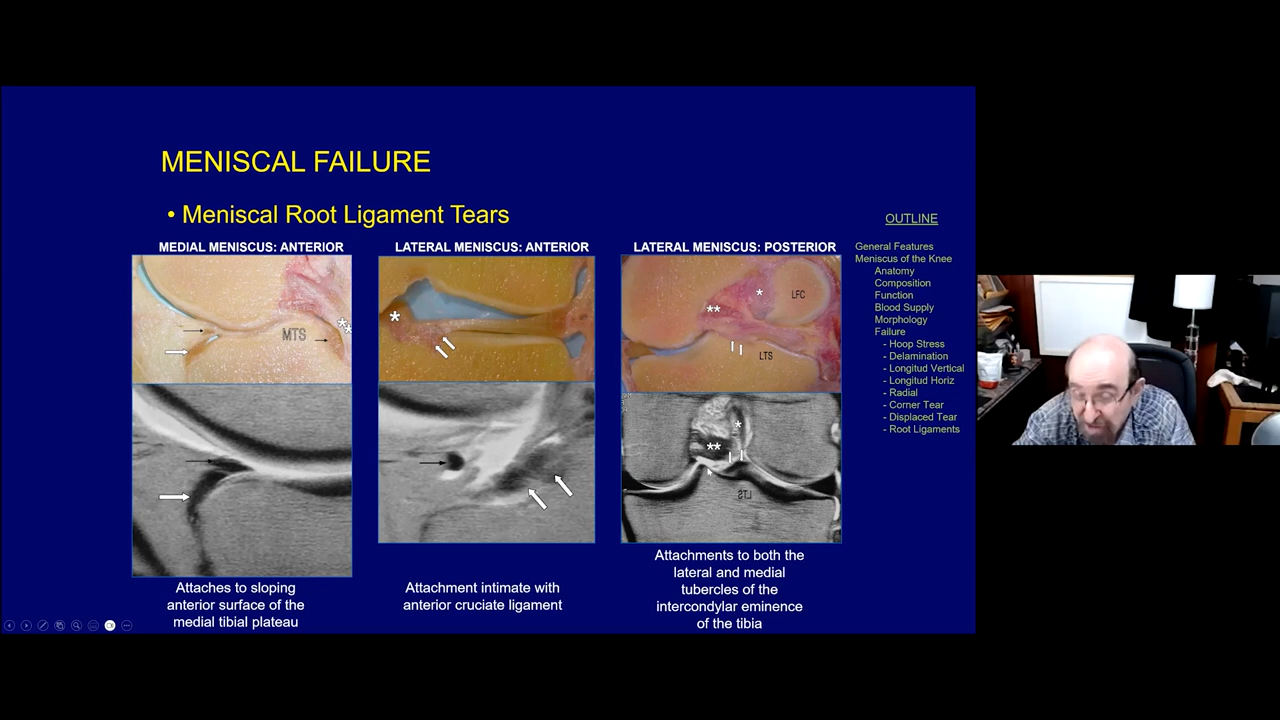 MENISCAL FAILURE
• Meniscal Root Ligament Tears
MEDIAL MENISCUS: ANTERIOR
LATERAL MENISCUS: ANTERIOR
LATERAL MENISCUS: POSTERIOR
MTS
*
*
*
*
**
LFC
LTS
*
**
LTS
Attaches to sloping
anterior surface of the
medial tibial plateau
Attachment intimate with
anterior cruciate ligament
Attachments to both the
lateral and medial
tubercles of the
intercondylar eminence
of the tibia
OUTLINE
General Features
Meniscus of the Knee
Anatomy
Composition
Function
Blood Supply
Morphology
Failure
- Hoop Stress
- Delamination
- Longitud Vertical
- Longitud Horiz
- Radial
- Corner Tear
- Displaced Tear
- Root Ligaments